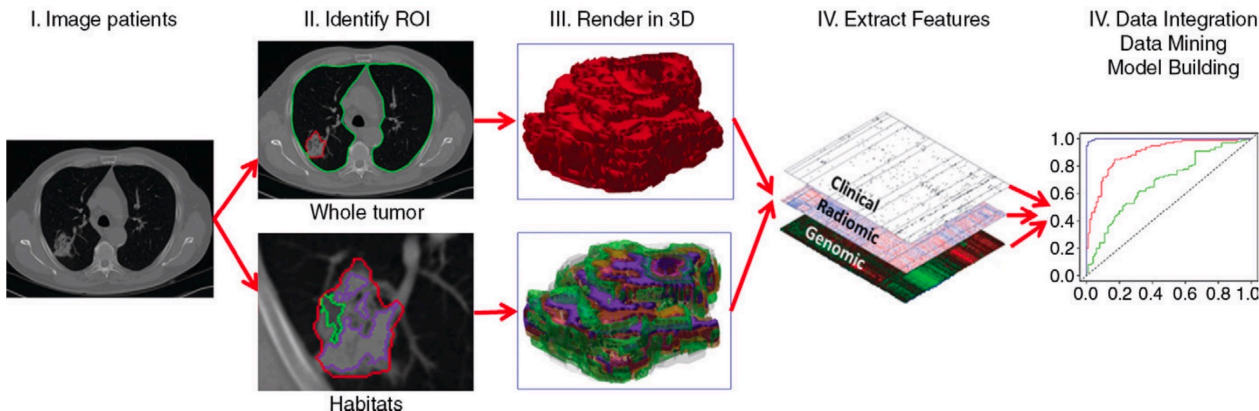 I. Image patients
II. Identify ROI
III. Render in 3D
IV. Extract Features
IV. Data Integration
Data Mining
Model Building
Whole tumor
Habitats
Clinical
Radiomic
Genomic
1.0
0.8
0.6
0.4
0.2
0.0
0.0 0.2 0.4 0.6 0.8 1.0